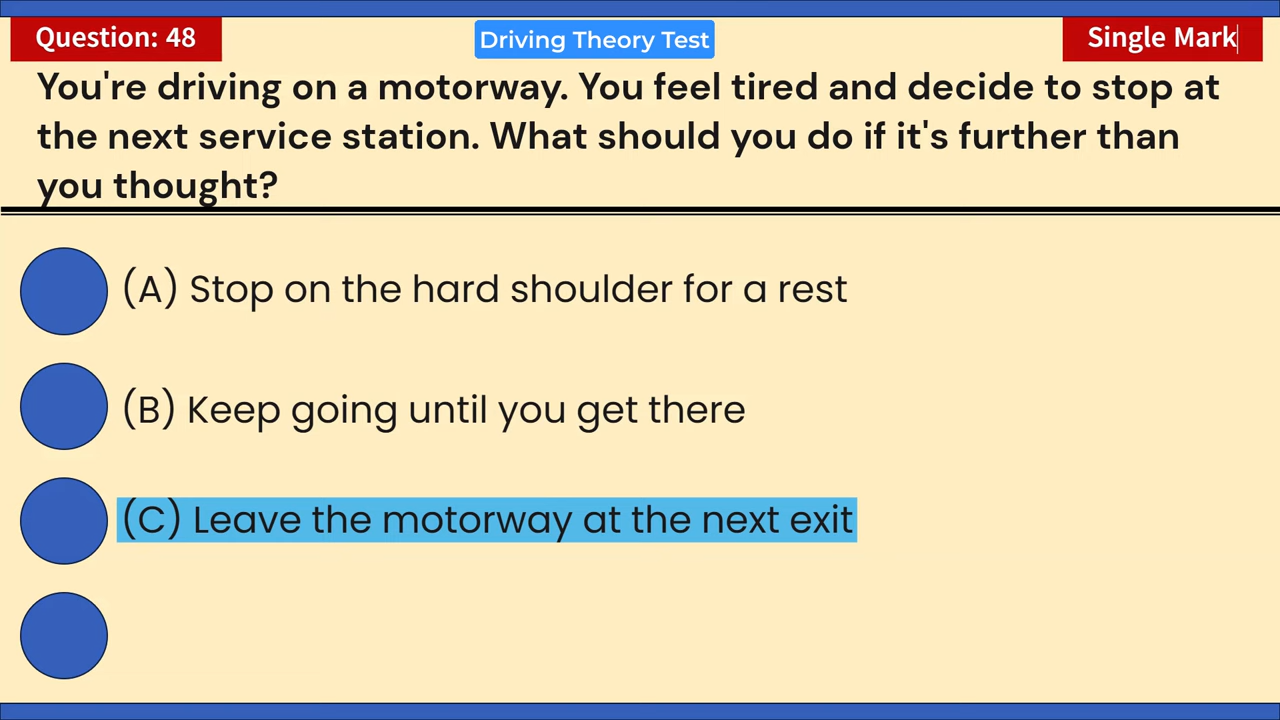 Question: 48
Driving Theory Test
Single Mark
You're driving on a motorway. You feel tired and decide to stop at
the next service station. What should you do if it's further than
you thought?
(A) Stop on the hard shoulder for a rest
(B) Keep going until you get there
(C) Leave the motorway at the next exit